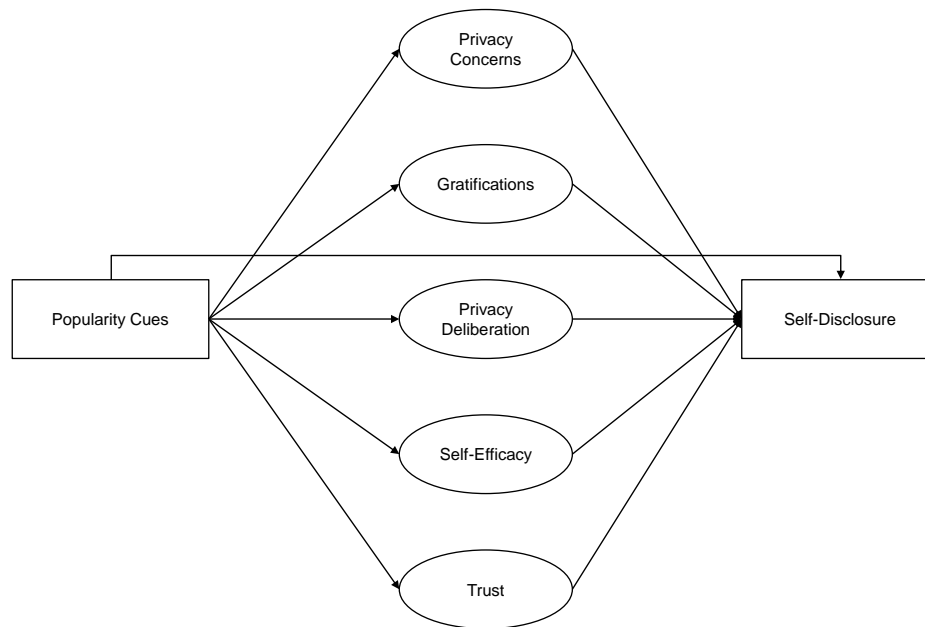 Privacy
Concerns
Gratifications
Popularity Cues
Privacy
Deliberation
Self-Disclosure
Self-Efficacy
Trust